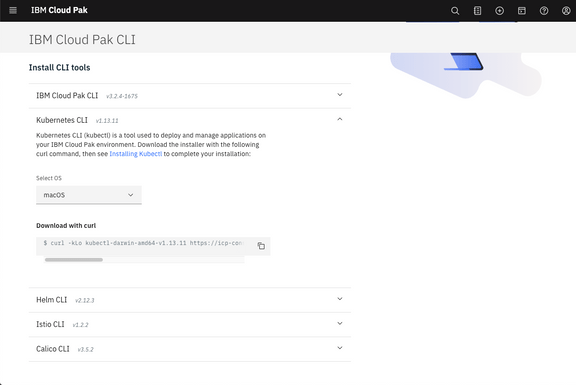 IBM Cloud Pak
IBM Cloud Pak CLI
Install CLI tools
IBM Cloud Pak CLI v3.2.4-1675
Kubernetes CLI v1.13.11
Kubernetes CLI (kubectl) is a tool used to deploy and manage applications on
your IBM Cloud Pak environment. Download the installer with the following
curl command, then see Installing Kubectl to complete your installation:
Select OS
macOS
Download with curl
$ curl -kLo kubectl-darwin-amd64-v1.13.11 https://icp-con
Helm CLI v2.12.3
Istio CLI v1.2.2
Calico CLI v3.5.2